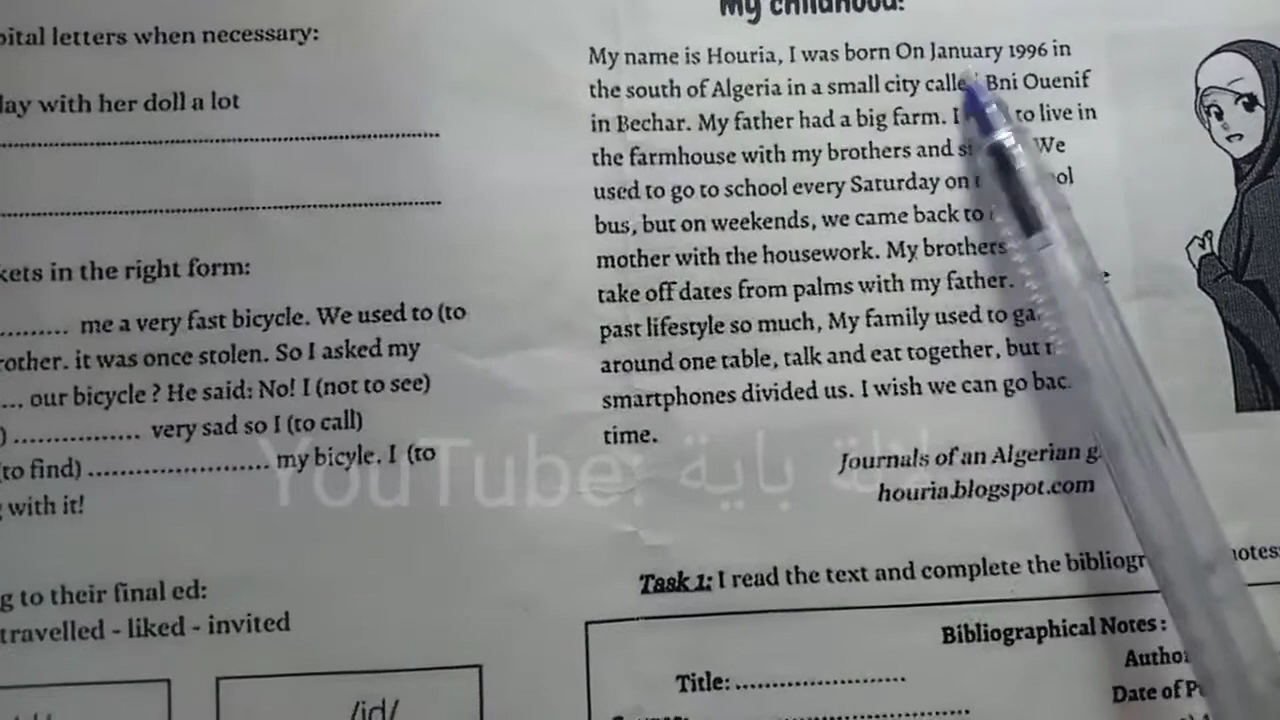 pital letters when necessary:
lay with her doll a lot
kets in the right form:
......... me a very fast bicycle. We used to (to
rother. it was once stolen. So I asked my
... our bicycle ? He said: No! I (not to see)
) ................ very sad so I (to call)
(to find) ....................... my bicyle. I (to
with it!
g to their final ed:
travelled - liked - invited
/id/
My childhood:
My name is Houria, I was born On January 1996 in
the south of Algeria in a small city Bni Ouenif
in Bechar. My father had a big farm. I to live in
the farmhouse with my brothers and We
used to go to school every Saturday on
bus, but on weekends, we came back to
mother with the housework. My brothers
take off dates from palms with my father.
past lifestyle so much, My family used to
around one table, talk and eat together, but
smartphones divided us. I wish we can go
time.
Journals of an Algerian
houria.blogspot.com
YouTube: لالة باية
Task 1: I read the text and complete the notes:
Bibliographical Notes :
Title: ........................
Date of